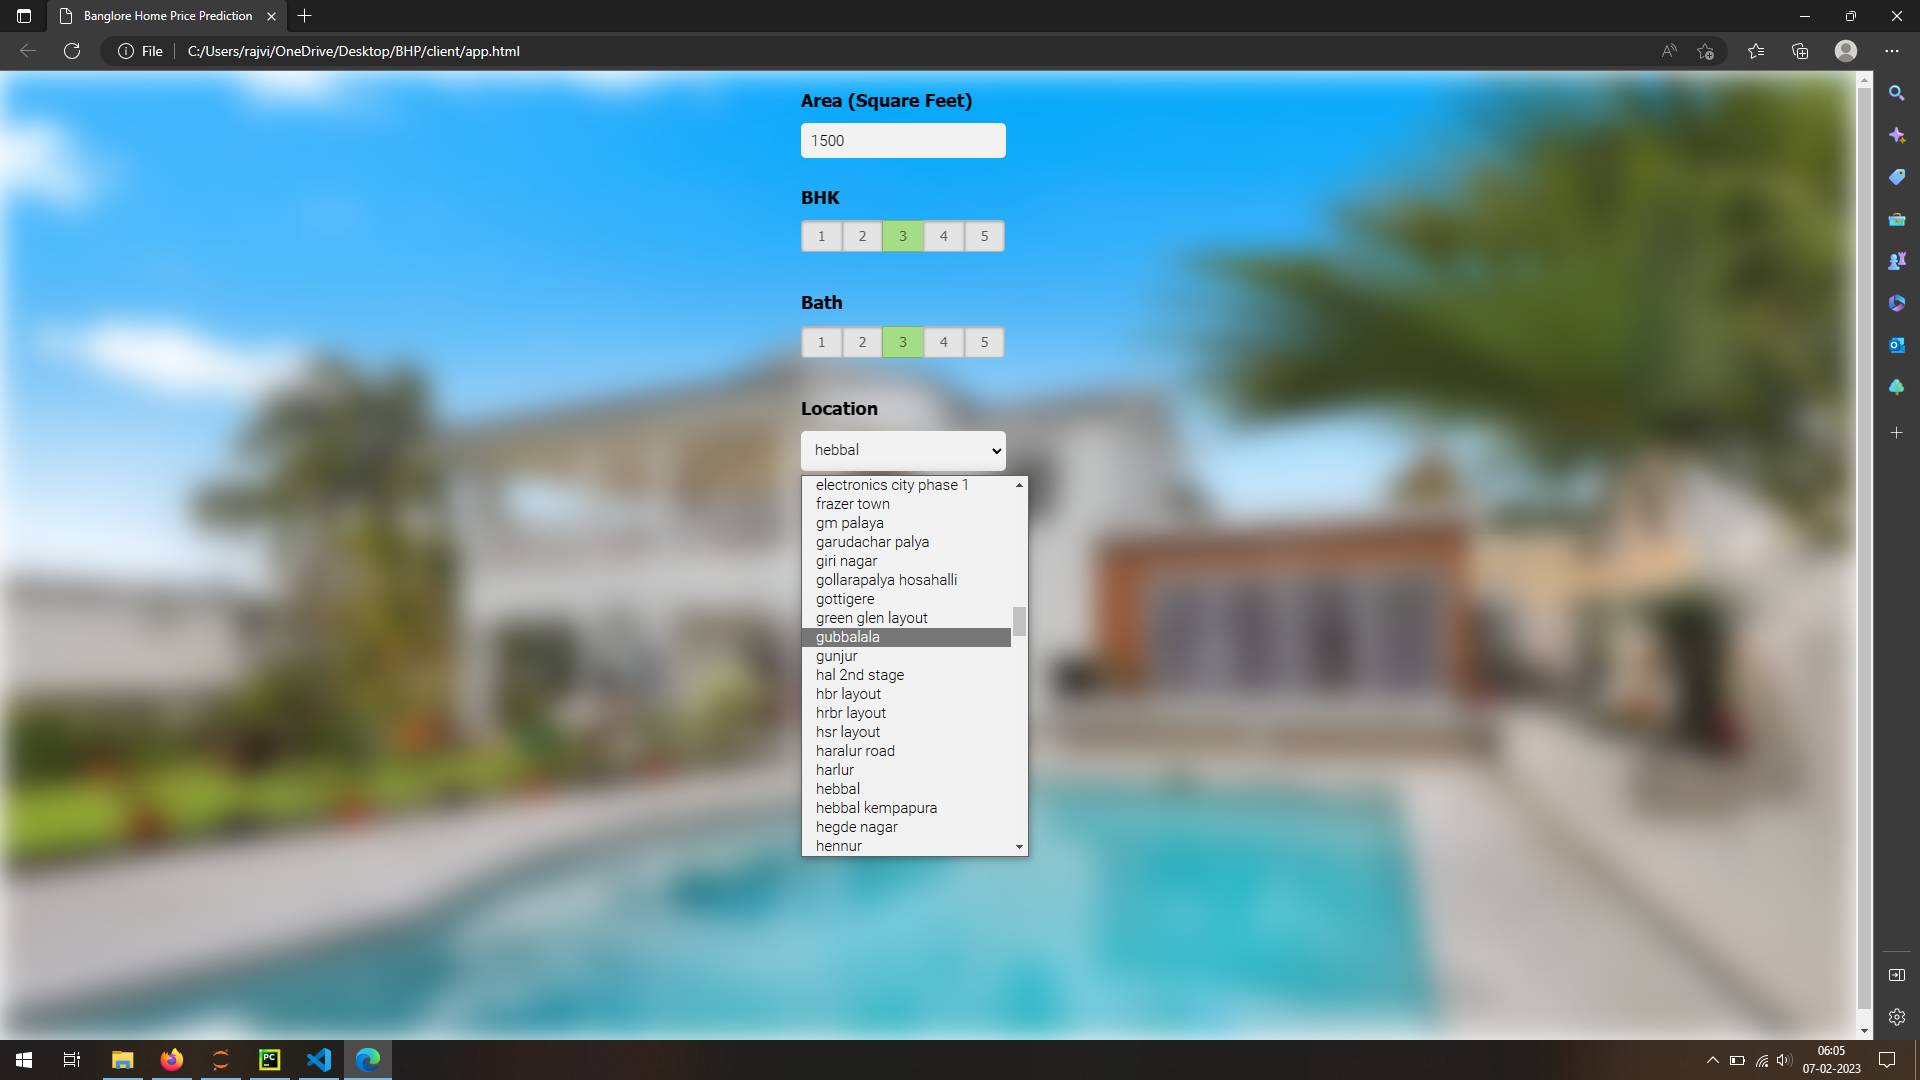 Banglore Home Price Prediction
File
C:/Users/rajvi/OneDrive/Desktop/BHP/client/app.html
Area (Square Feet)
1500
BHK
1 2 3 4 5
Bath
1 2 3 4 5
Location
hebbal
electronics city phase 1
frazer town
gm palaya
garudachar palya
giri nagar
gollarapalya hosahalli
gottigere
green glen layout
gubbalala
gunjur
hal 2nd stage
hbr layout
hrbr layout
hsr layout
haralur road
harlur
hebbal
hebbal kempapura
hegde nagar
hennur
PC
06:05
07-02-2023